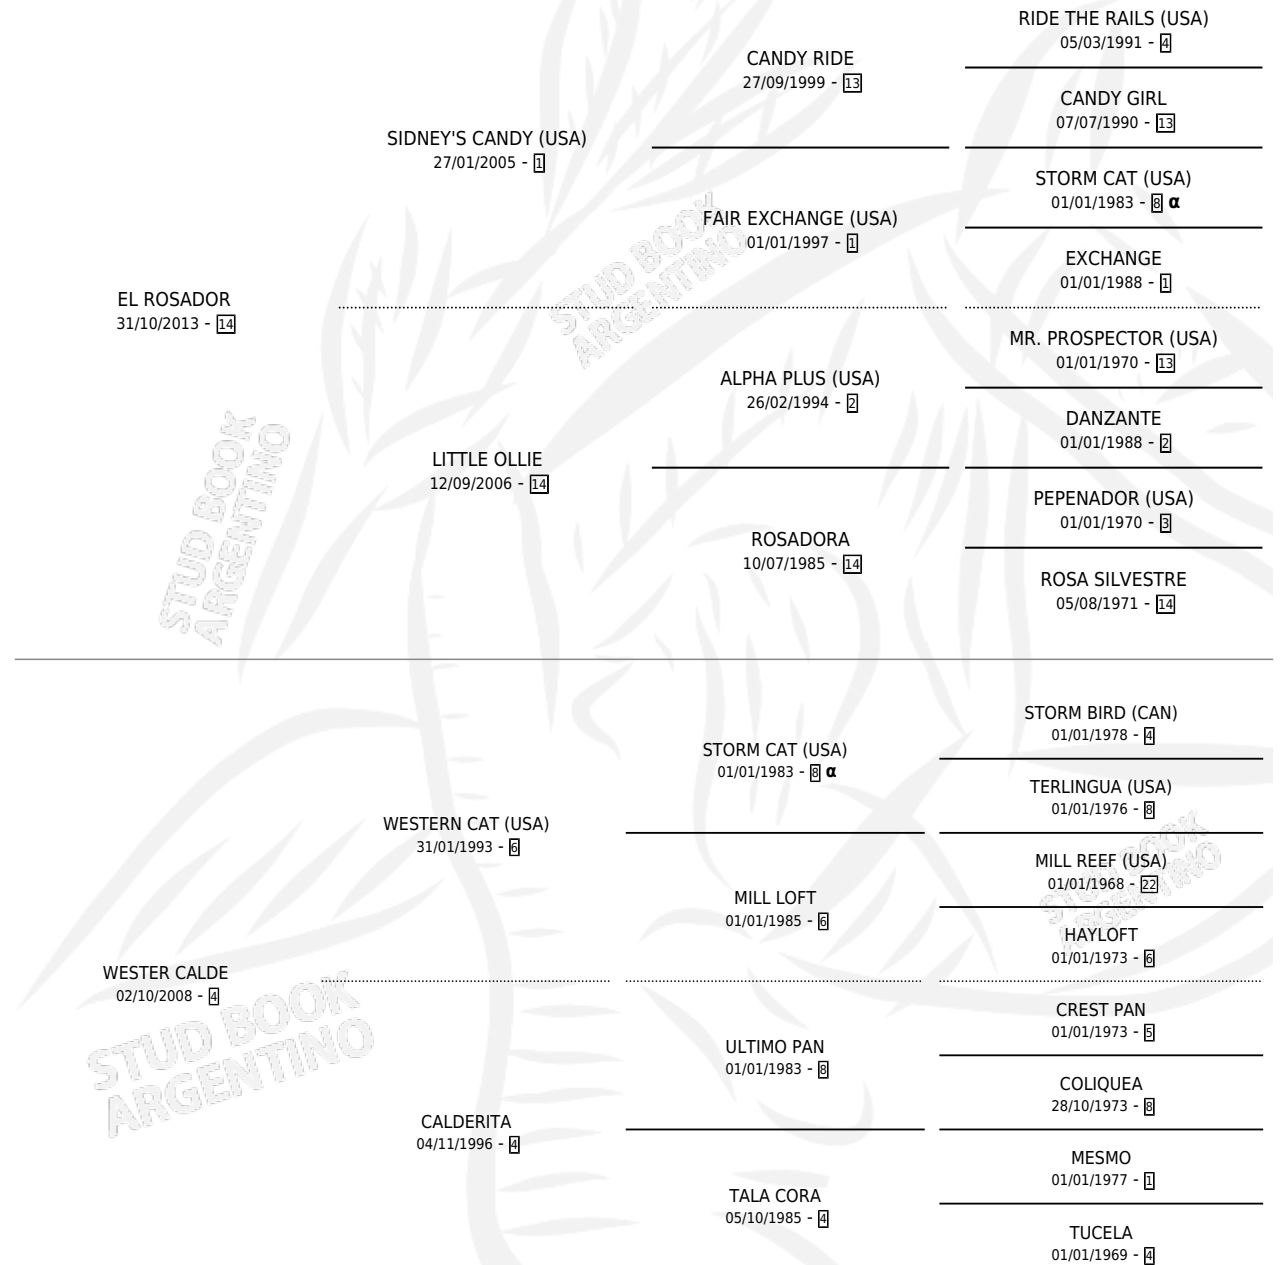 RIDE THE RAILS (USA)
05/03/1991 - 4
CANDY RIDE
27/09/1999 - 13
CANDY GIRL
07/07/1990 - 13
SIDNEY'S CANDY (USA)
27/01/2005 - 1
STORM CAT (USA)
01/01/1983 - 8 α
FAIR EXCHANGE (USA)
01/01/1997 - 1
EXCHANGE
01/01/1988 - 1
EL ROSADOR
31/10/2013 - 14
MR. PROSPECTOR (USA)
01/01/1970 - 13
ALPHA PLUS (USA)
26/02/1994 - 2
DANZANTE
01/01/1988 - 2
LITTLE OLLIE
12/09/2006 - 14
PEPENADOR (USA)
01/01/1970 - 3
ROSADORA
10/07/1985 - 14
ROSA SILVESTRE
05/08/1971 - 14
STORM BIRD (CAN)
01/01/1978 - 4
STORM CAT (USA)
01/01/1983 - 8 α
TERLINGUA (USA)
01/01/1976 - 8
WESTERN CAT (USA)
31/01/1993 - 6
MILL REEF (USA)
01/01/1968 - 22
MILL LOFT
01/01/1985 - 6
HAYLOFT
01/01/1973 - 6
WESTER CALDE
02/10/2008 - 4
CREST PAN
01/01/1973 - 5
ULTIMO PAN
01/01/1983 - 8
COLIQUEA
28/10/1973 - 8
CALDERITA
04/11/1996 - 4
MESMO
01/01/1977 - 1
TALA CORA
05/10/1985 - 4
TUCELA
01/01/1969 - 4
STUD BOOK
ARGENTINO
STUD BOOK
ARGENTINO
STUD BOOK
ARGENTINO
STUD BOOK
ARGENTINO